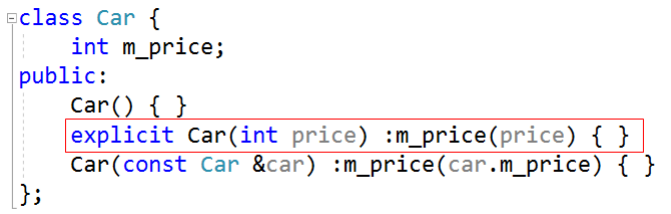 class Car {
    int m_price;
public:
    Car() { }
    explicit Car(int price) :m_price(price) { }
    Car(const Car &car) :m_price(car.m_price) { }
};